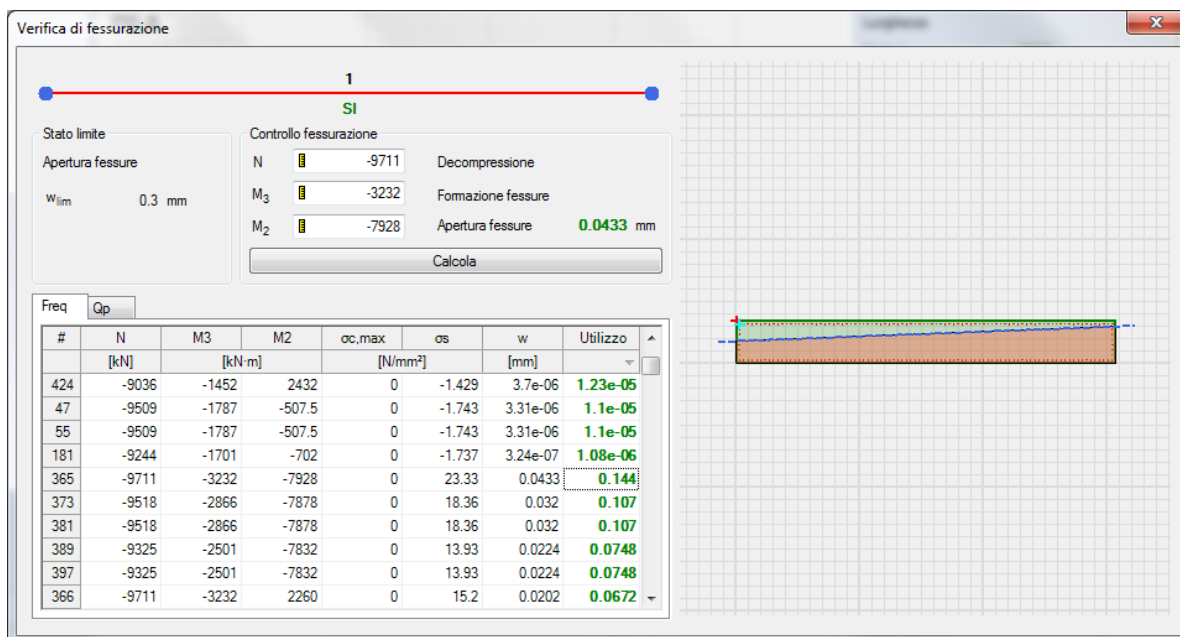 Verifica di fessurazione
1
SI
Stato limite
Apertura fessure
wlim 0.3 mm
Controllo fessurazione
N -9711 Decompressione
M3 -3232 Formazione fessure
M2 -7928 Apertura fessure 0.0433 mm
Calcola
Freq Qp
# N M3 M2 σc,max σs w Utilizzo
[kN] [kN·m] [N/mm²] [mm]
424 -9036 -1452 2432 0 -1.429 3.7e-06 1.23e-05
47 -9509 -1787 -507.5 0 -1.743 3.31e-06 1.1e-05
55 -9509 -1787 -507.5 0 -1.743 3.31e-06 1.1e-05
181 -9244 -1701 -702 0 -1.737 3.24e-07 1.08e-06
365 -9711 -3232 -7928 0 23.33 0.0433 0.144
373 -9518 -2866 -7878 0 18.36 0.032 0.107
381 -9518 -2866 -7878 0 18.36 0.032 0.107
389 -9325 -2501 -7832 0 13.93 0.0224 0.0748
397 -9325 -2501 -7832 0 13.93 0.0224 0.0748
366 -9711 -3232 2260 0 15.2 0.0202 0.0672